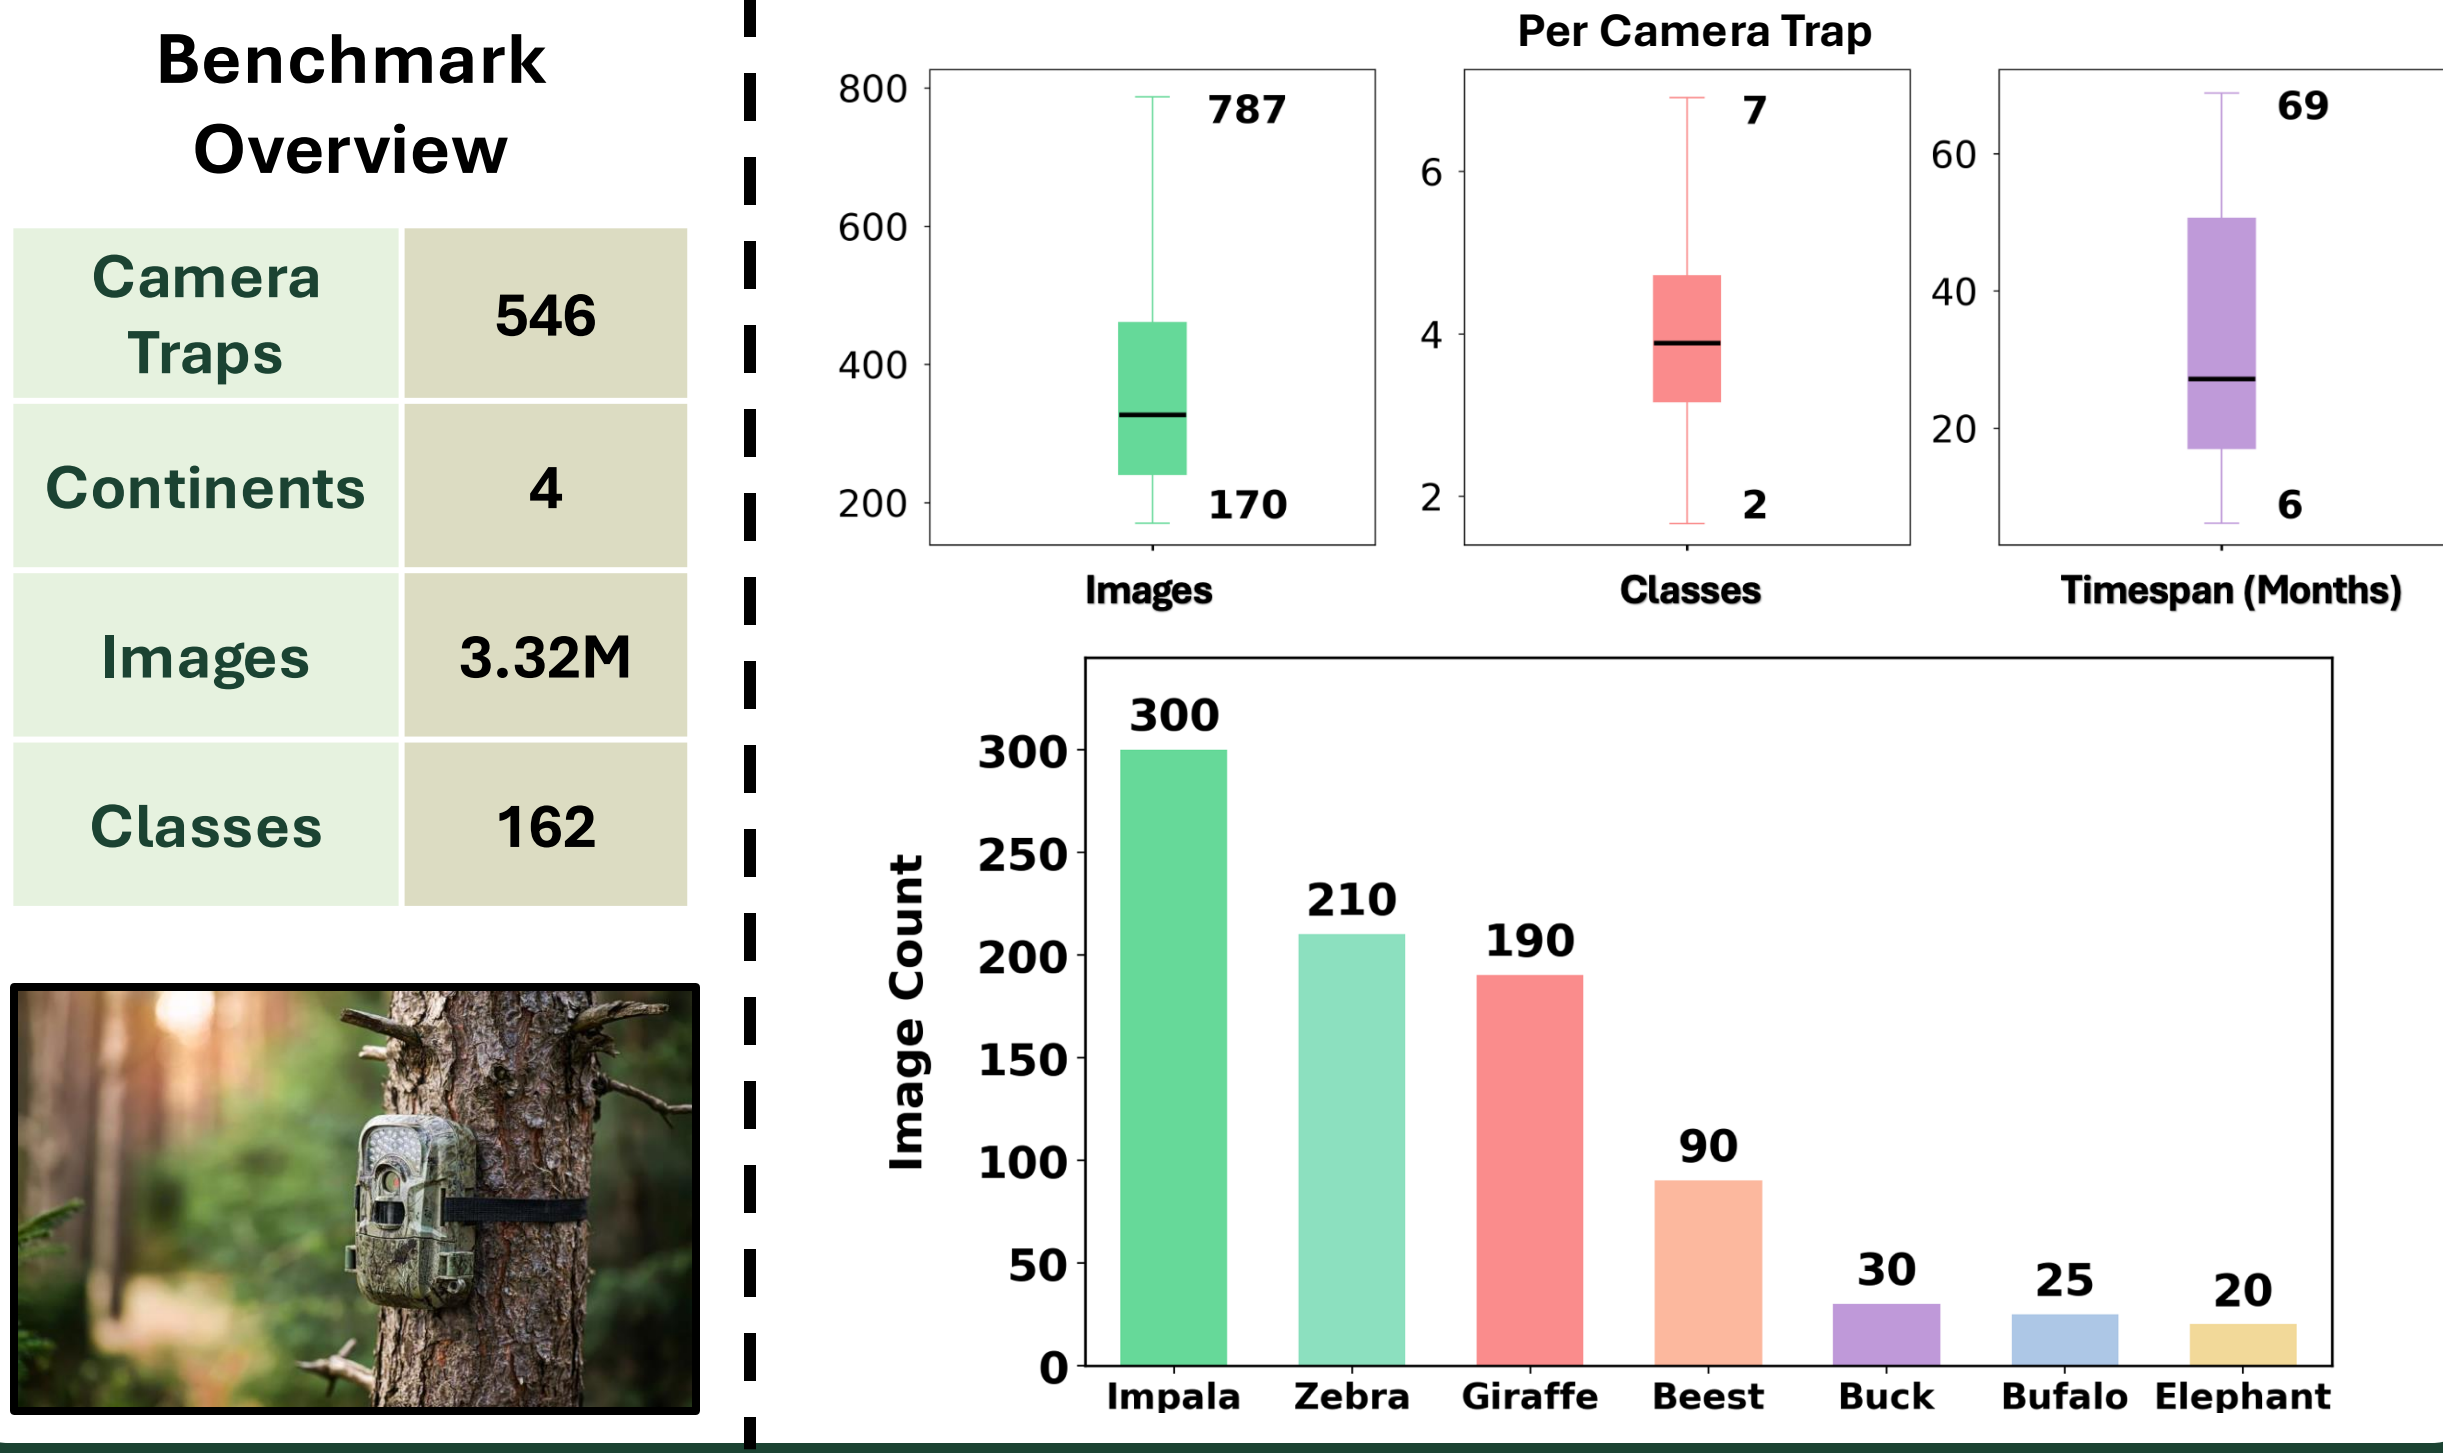 Benchmark
Overview
Camera
Traps
546
Continents
4
Images
3.32M
Classes
162
Per Camera Trap
800
600
400
200
787
170
Images
6
4
2
7
2
Classes
60
40
20
69
6
Timespan (Months)
Image Count
300
250
200
150
100
50
0
300
210
190
90
30
25
20
Impala
Zebra
Giraffe
Beest
Buck
Bufalo
Elephant